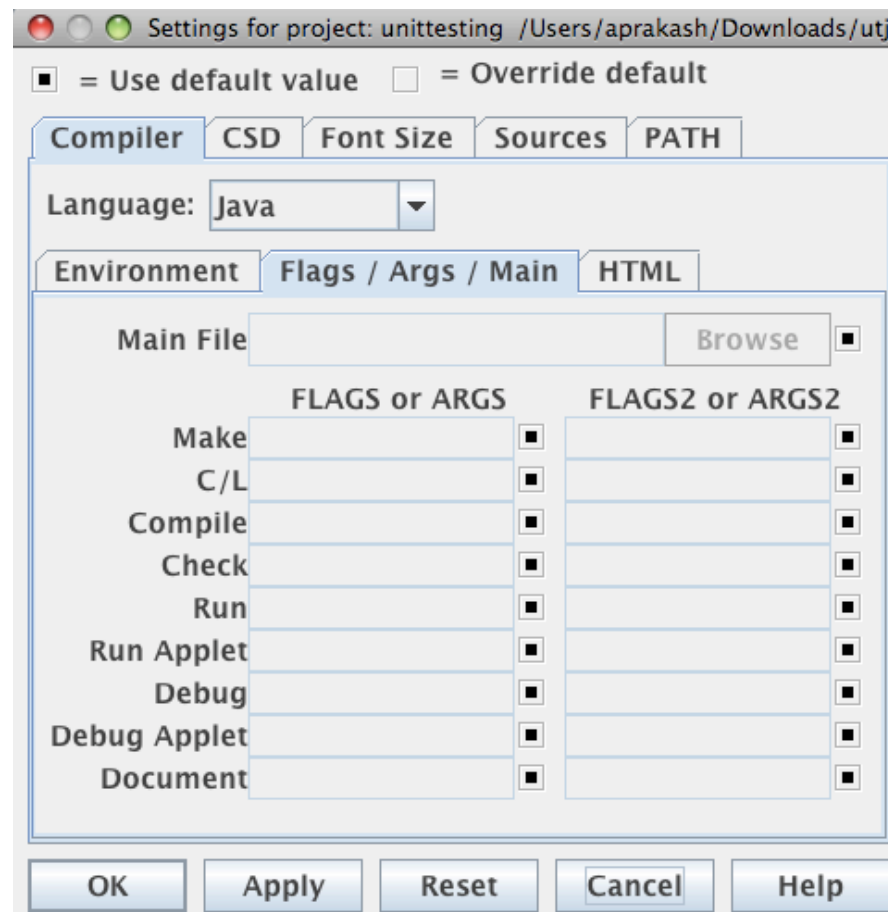 Settings for project: unittesting /Users/aprakash/Downloads/utj
= Use default value = Override default
Compiler CSD Font Size Sources PATH
Language: Java
Environment Flags / Args / Main HTML
Main File Browse
FLAGS or ARGS FLAGS2 or ARGS2
Make
C/L
Compile
Check
Run
Run Applet
Debug
Debug Applet
Document
OK Apply Reset Cancel Help